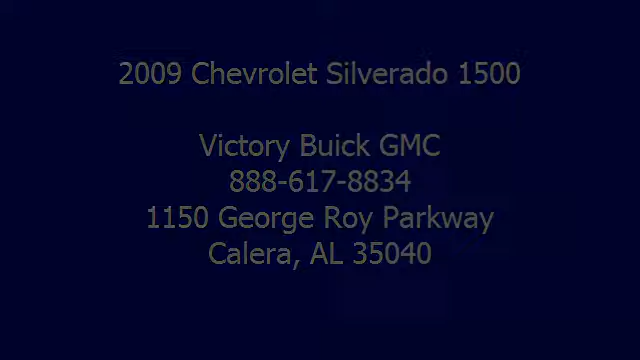 2009 Chevrolet Silverado 1500
Victory Buick GMC
888-617-8834
1150 George Roy Parkway
Calera, AL 35040